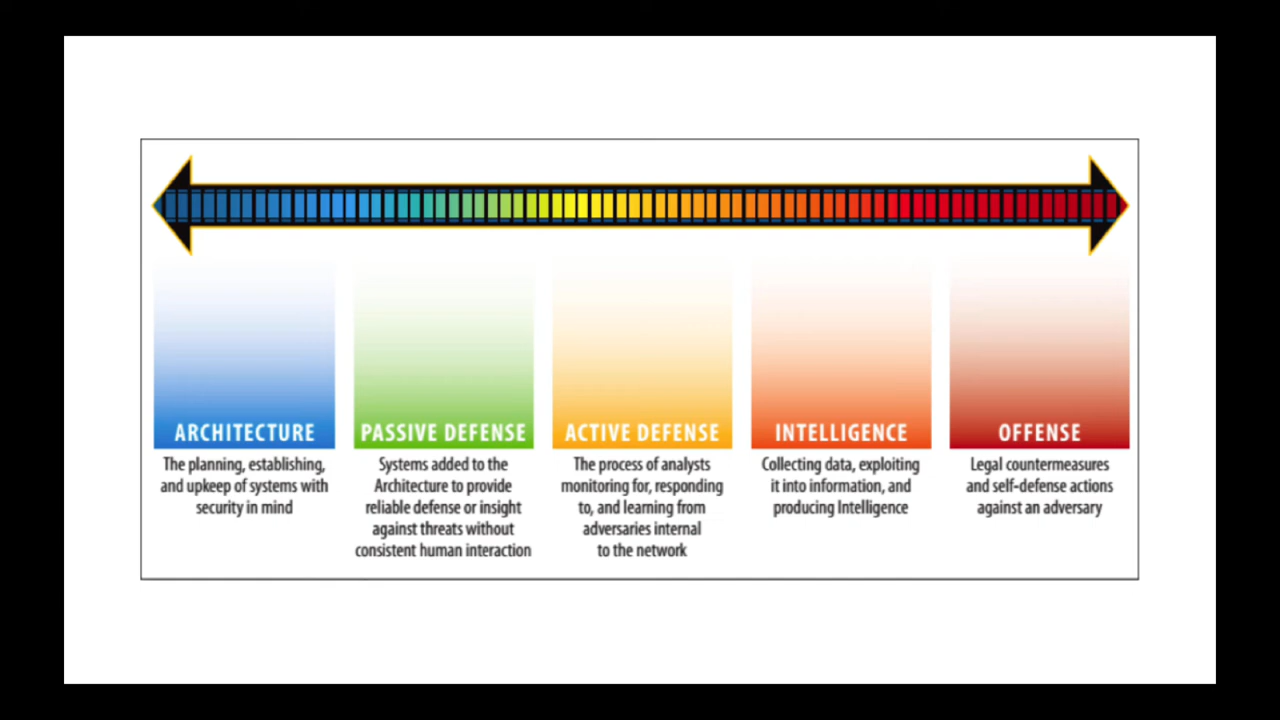 ARCHITECTURE
The planning, establishing,
and upkeep of systems with
security in mind
PASSIVE DEFENSE
Systems added to the
Architecture to provide
reliable defense or insight
against threats without
consistent human interaction
ACTIVE DEFENSE
The process of analysts
monitoring for, responding
to, and learning from
adversaries internal
to the network
INTELLIGENCE
Collecting data, exploiting
it into information, and
producing Intelligence
OFFENSE
Legal countermeasures
and self-defense actions
against an adversary